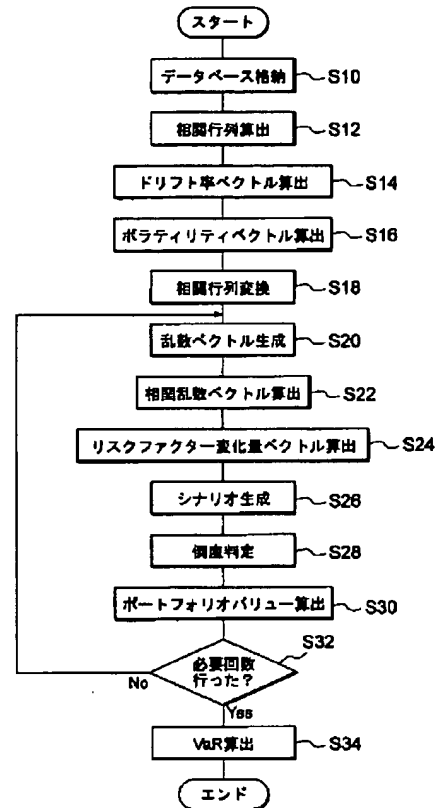 スタート
データベース格納 S10
相関行列算出 S12
ドリフト率ベクトル算出 S14
ボラティリティベクトル算出 S16
相関行列変換 S18
乱数ベクトル生成 S20
相関乱数ベクトル算出 S22
リスクファクター変化量ベクトル算出 S24
シナリオ生成 S26
倒産判定 S28
ポートフォリオバリュー算出 S30
S32
必要回数
行った?
No
Yes
VaR算出 S34
エンド